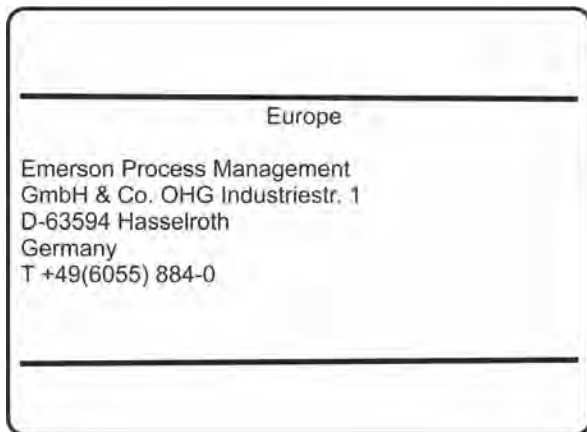 Europe
Emerson Process Management
GmbH & Co. OHG Industriestr. 1
D-63594 Hasselroth
Germany
T +49(6055) 884-0